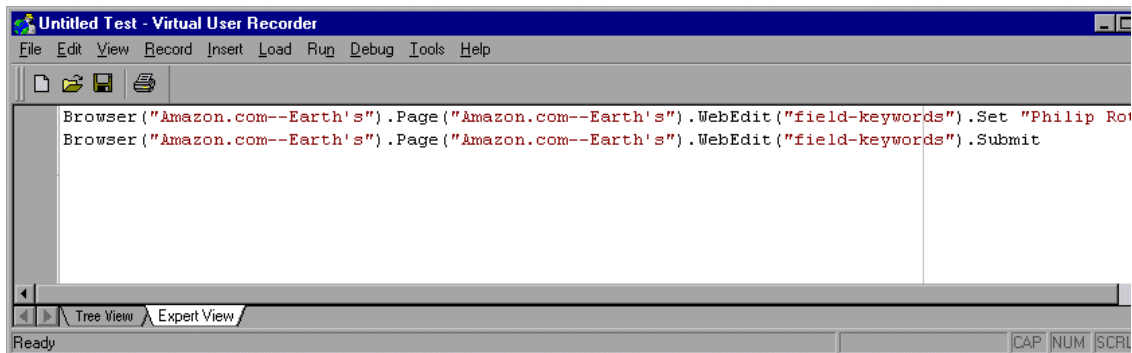 Untitled Test - Virtual User Recorder
File Edit View Record Insert Load Run Debug Tools Help
Browser("Amazon.com--Earth's").Page("Amazon.com--Earth's").WebEdit("field-keywords").Set "Philip
Browser("Amazon.com--Earth's").Page("Amazon.com--Earth's").WebEdit("field-keywords").Submit
Tree View Expert View
Ready CAP NUM SCRL